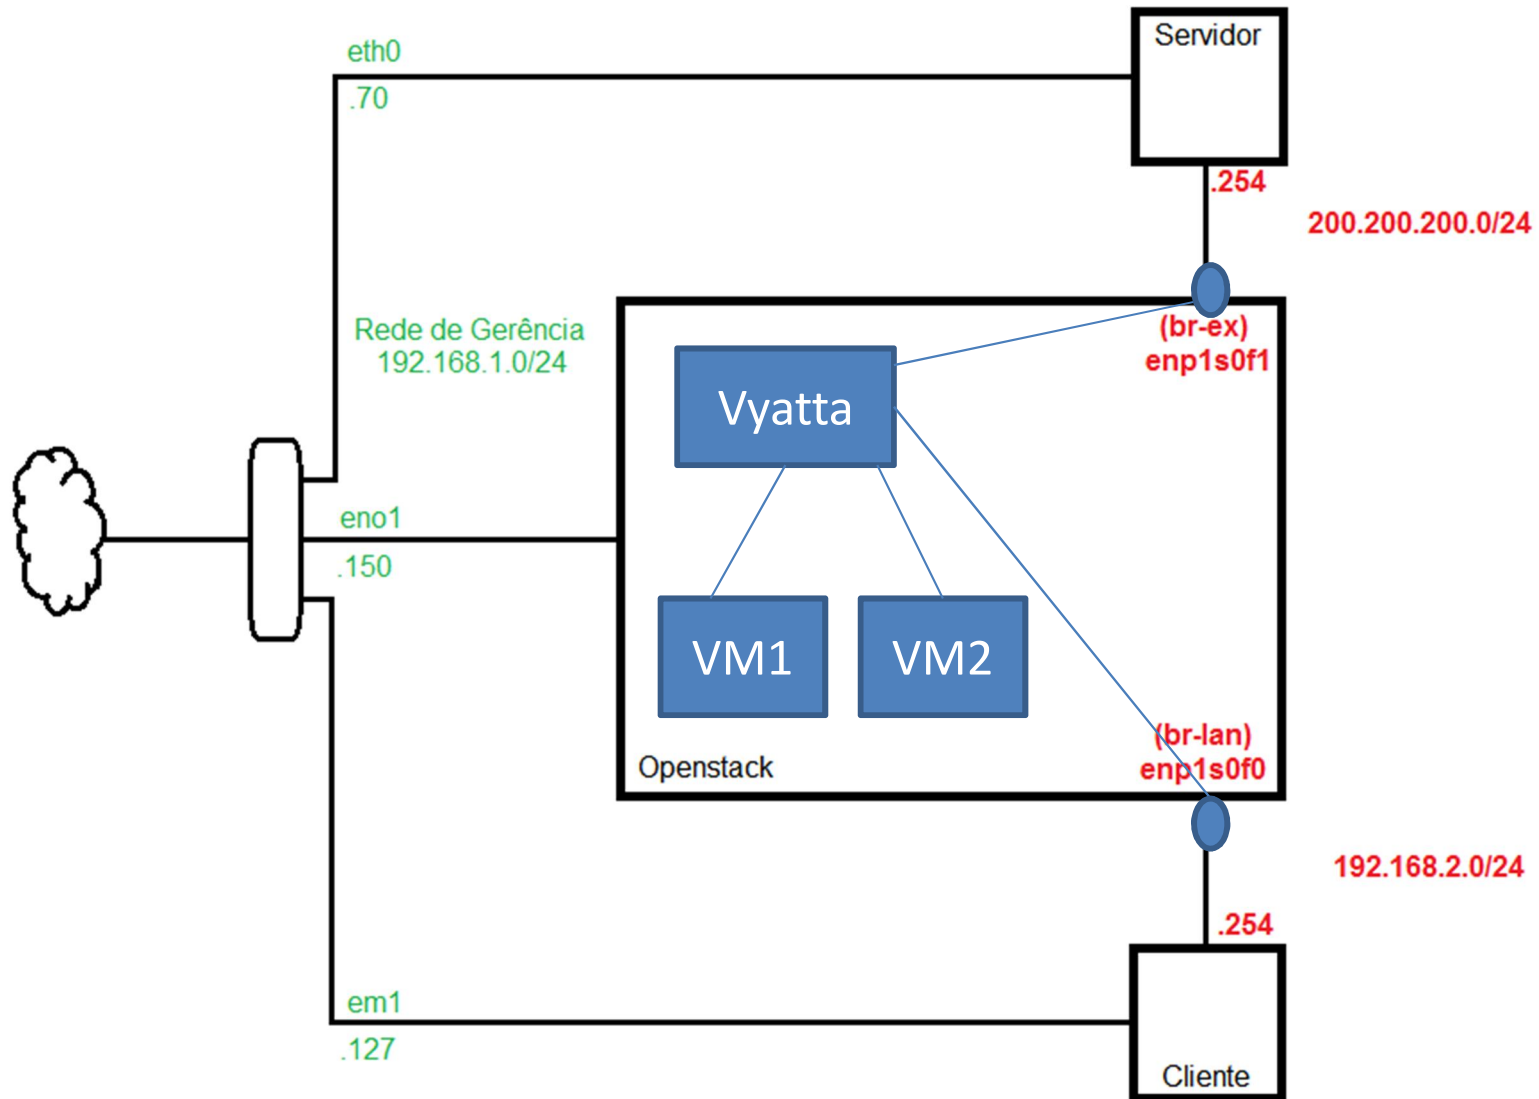 Servidor
eth0
.70
.254
200.200.200.0/24
Rede de Gerência
192.168.1.0/24
(br-ex)
enp1s0f1
Vyatta
eno1
.150
VM1
VM2
(br-lan)
enp1s0f0
Openstack
192.168.2.0/24
.254
em1
.127
Cliente